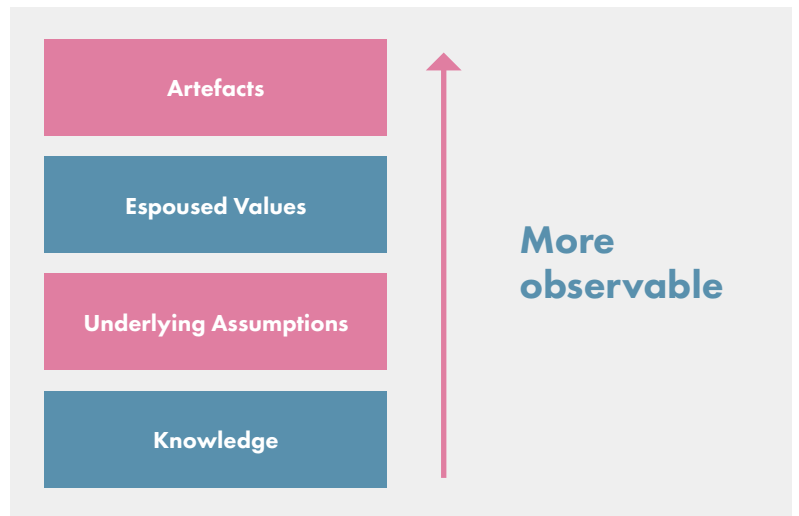 Artefacts
Espoused Values
Underlying Assumptions
Knowledge
More
observable